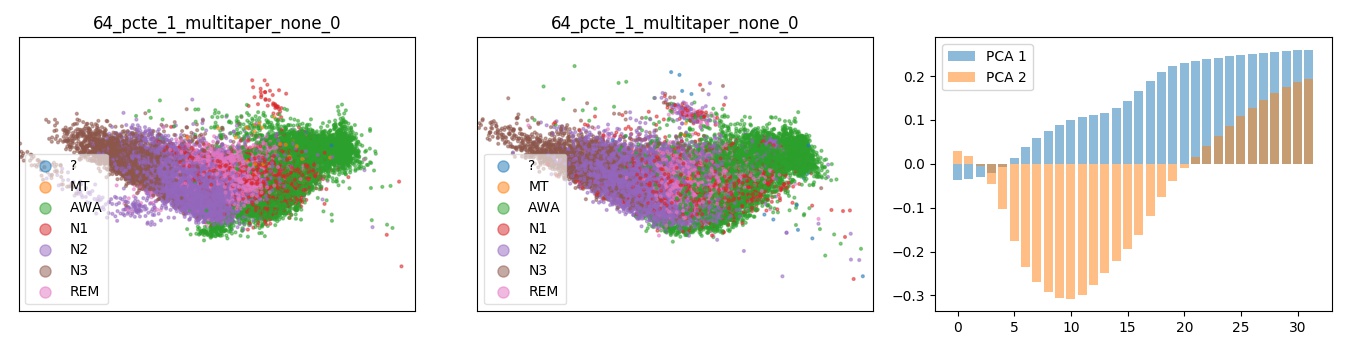 64_pcte_1_multitaper_none_0
?
MT
AWA
N1
N2
N3
REM
64_pcte_1_multitaper_none_0
?
MT
AWA
N1
N2
N3
REM
PCA 1
PCA 2
0.2
0.1
0.0
−0.1
−0.2
−0.3
0 5 10 15 20 25 30